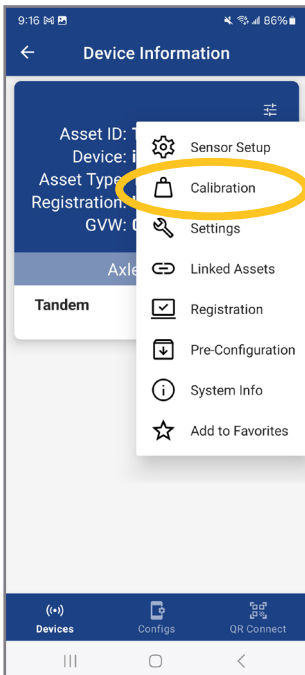 9:16 86%
Device Information
Asset ID:
Device:
Asset Type
Registration
GVW:
Axle
Tandem
Sensor Setup
Calibration
Settings
Linked Assets
Registration
Pre-Configuration
System Info
Add to Favorites
Devices Configs QR Connect